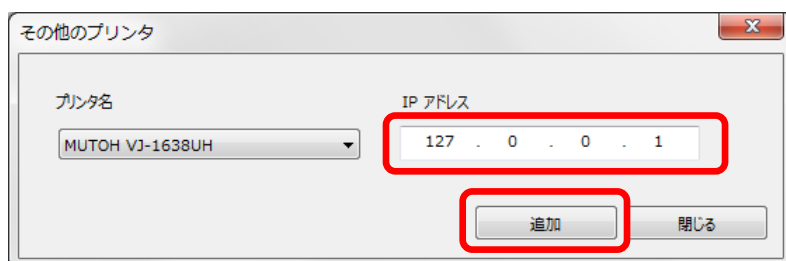 その他のプリンタ
プリンタ名
IP アドレス
MUTOH VJ-1638UH
127 . 0 . 0 . 1
追加
閉じる